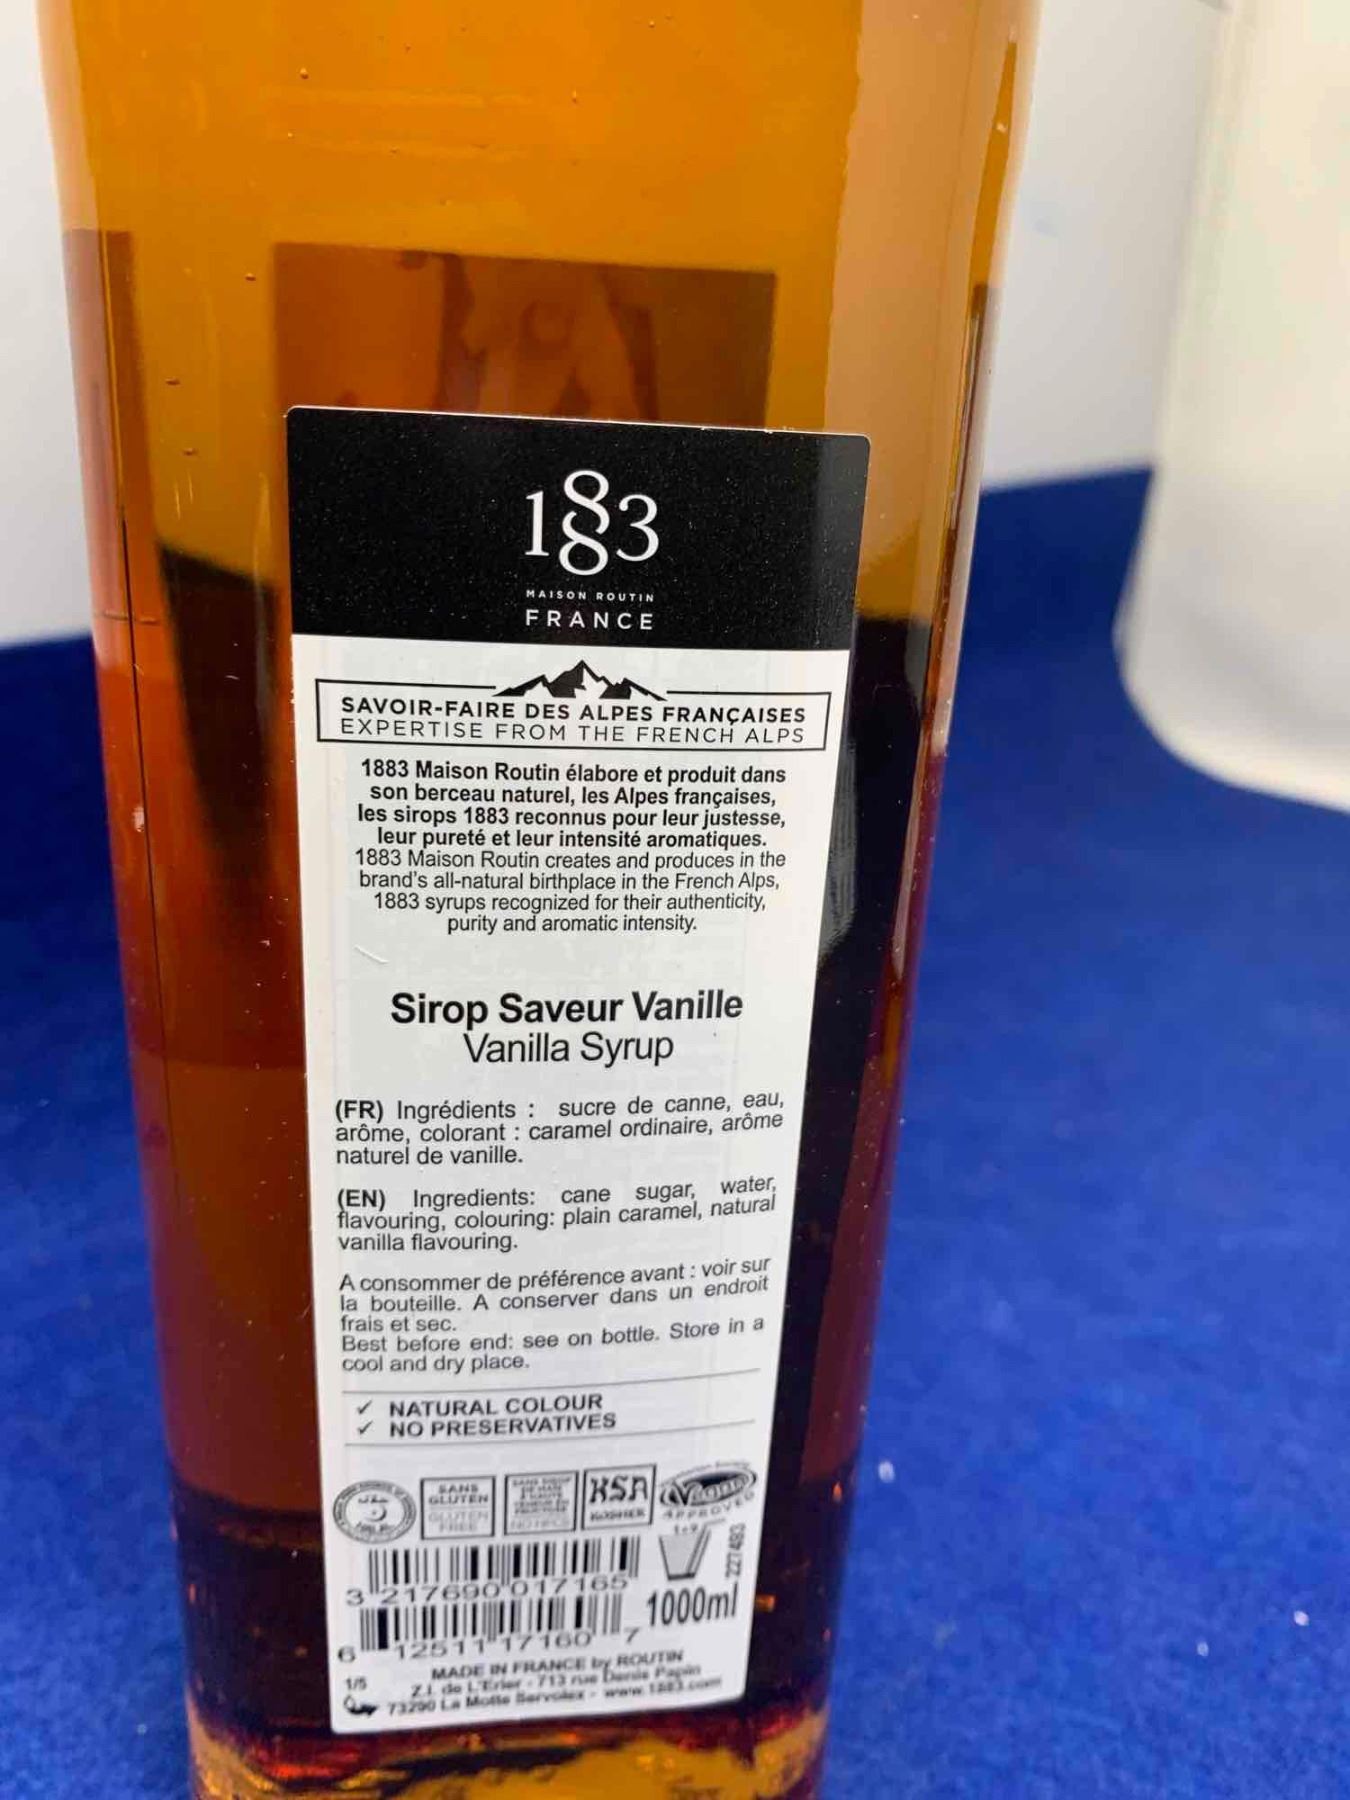 1883
MAISON ROUTIN
FRANCE
SAVOIR-FAIRE DES ALPES FRANÇAISES
EXPERTISE FROM THE FRENCH ALPS
1883 Maison Routin élabore et produit dans
son berceau naturel, les Alpes françaises,
les sirops 1883 reconnus pour leur justesse,
leur pureté et leur intensité aromatiques.
1883 Maison Routin creates and produces in the
brand's all-natural birthplace in the French Alps,
1883 syrups recognized for their authenticity,
purity and aromatic intensity.
Sirop Saveur Vanille
Vanilla Syrup
(FR) Ingrédients : sucre de canne, eau,
arôme, colorant : caramel ordinaire, arôme
naturel de vanille.
(EN) Ingredients: cane sugar, water,
flavouring, colouring: plain caramel, natural
vanilla flavouring.
A consommer de préférence avant : voir sur
la bouteille. A conserver dans un endroit
frais et sec.
Best before end: see on bottle. Store in a
cool and dry place.
✓ NATURAL COLOUR
✓ NO PRESERVATIVES
SANS
GLUTEN
GLUTEN
FREE
NO HFCS
KSA
KOSHER
APPROVED
1+9
227483
3 217690 017165
1000ml
6 12511 17160 7
MADE IN FRANCE by ROUTIN
1/5
Z.I. de L'Erier - 713 rue Denis Papin
73290 La Motte Servolex - www.1883.com